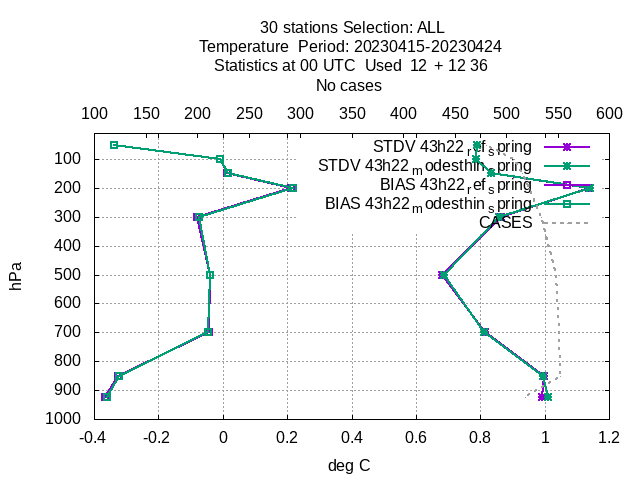 30 stations Selection: ALL
Temperature  Period: 20230415-20230424
Statistics at 00 UTC  Used  12 + 12 36
No cases
100 150 200 250 300 350 400 450 500 550 600
STDV 43h22_ref_spring
STDV 43h22_modesthin_spring
BIAS 43h22_ref_spring
BIAS 43h22_modesthin_spring
CASES
hPa
100
200
300
400
500
600
700
800
900
1000
-0.4 -0.2 0 0.2 0.4 0.6 0.8 1 1.2
deg C